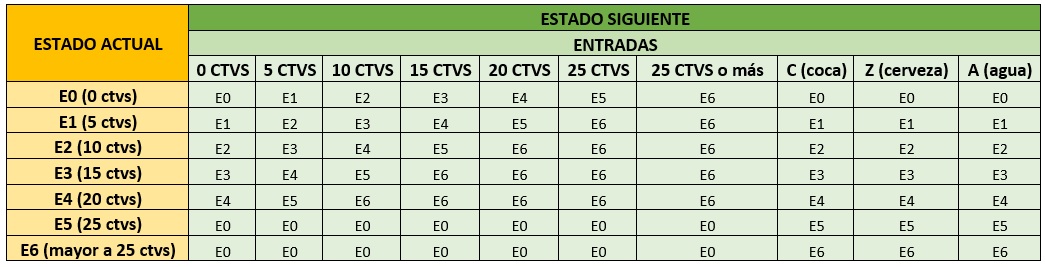 ESTADO ACTUAL
ESTADO SIGUIENTE
ENTRADAS
0 CTVS 5 CTVS 10 CTVS 15 CTVS 20 CTVS 25 CTVS 25 CTVS o más C (coca) Z (cerveza) A (agua)
E0 (0 ctvs) E0 E1 E2 E3 E4 E5 E6 E0 E0 E0
E1 (5 ctvs) E1 E2 E3 E4 E5 E6 E6 E1 E1 E1
E2 (10 ctvs) E2 E3 E4 E5 E6 E6 E6 E2 E2 E2
E3 (15 ctvs) E3 E4 E5 E6 E6 E6 E6 E3 E3 E3
E4 (20 ctvs) E4 E5 E6 E6 E6 E6 E6 E4 E4 E4
E5 (25 ctvs) E0 E0 E0 E0 E0 E0 E0 E5 E5 E5
E6 (mayor a 25 ctvs) E0 E0 E0 E0 E0 E0 E0 E6 E6 E6